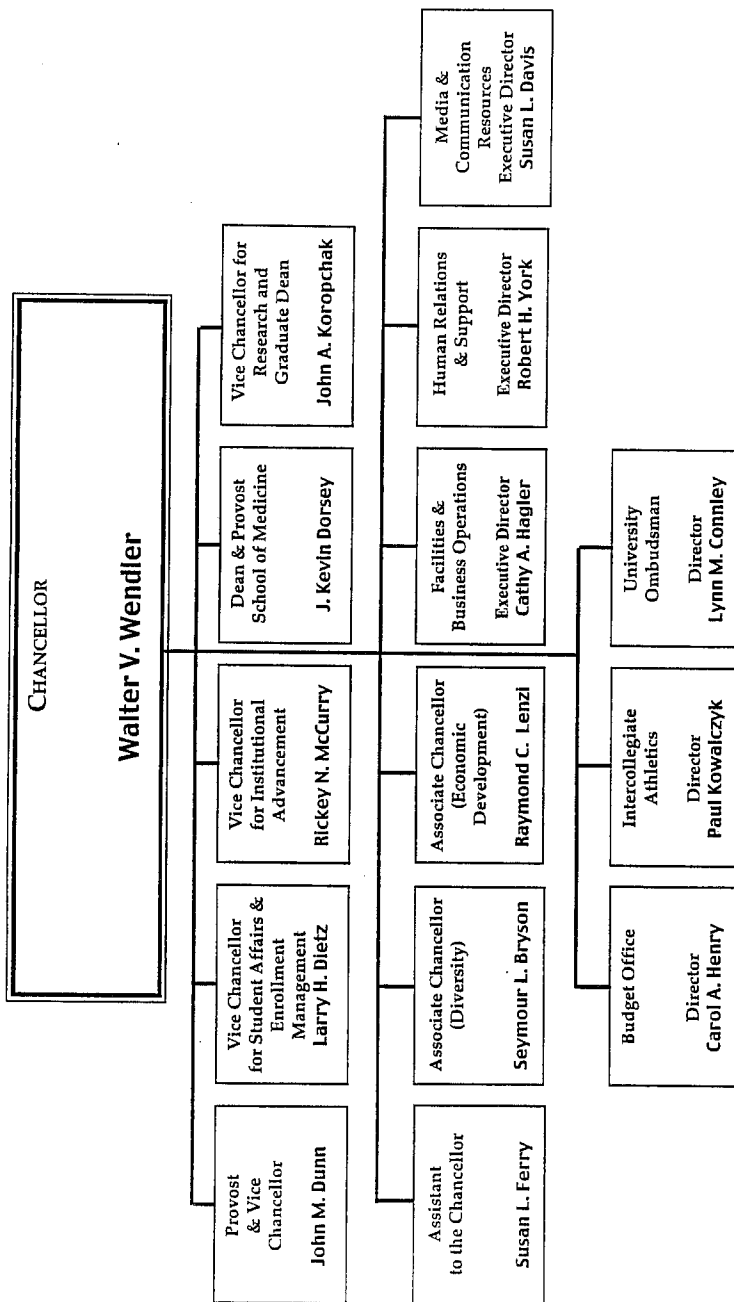 CHANCELLOR
Walter V. Wendler
Provost
& Vice
Chancellor
John M. Dunn
Vice Chancellor
for Student Affairs &
Enrollment
Management
Larry H. Dietz
Vice Chancellor
for Institutional
Advancement
Rickey N. McCurry
Dean & Provost
School of Medicine
J. Kevin Dorsey
Vice Chancellor for
Research and
Graduate Dean
John A. Koropchak
Assistant
to the Chancellor
Susan L. Ferry
Associate Chancellor
(Diversity)
Seymour L. Bryson
Associate Chancellor
(Economic
Development)
Raymond C. Lenzi
Facilities &
Business Operations
Executive Director
Cathy A. Hagler
Human Relations
& Support
Executive Director
Robert H. York
Media &
Communication
Resources
Executive Director
Susan L. Davis
Budget Office
Director
Carol A. Henry
Intercollegiate
Athletics
Director
Paul Kowalczyk
University
Ombudsman
Director
Lynn M. Connley